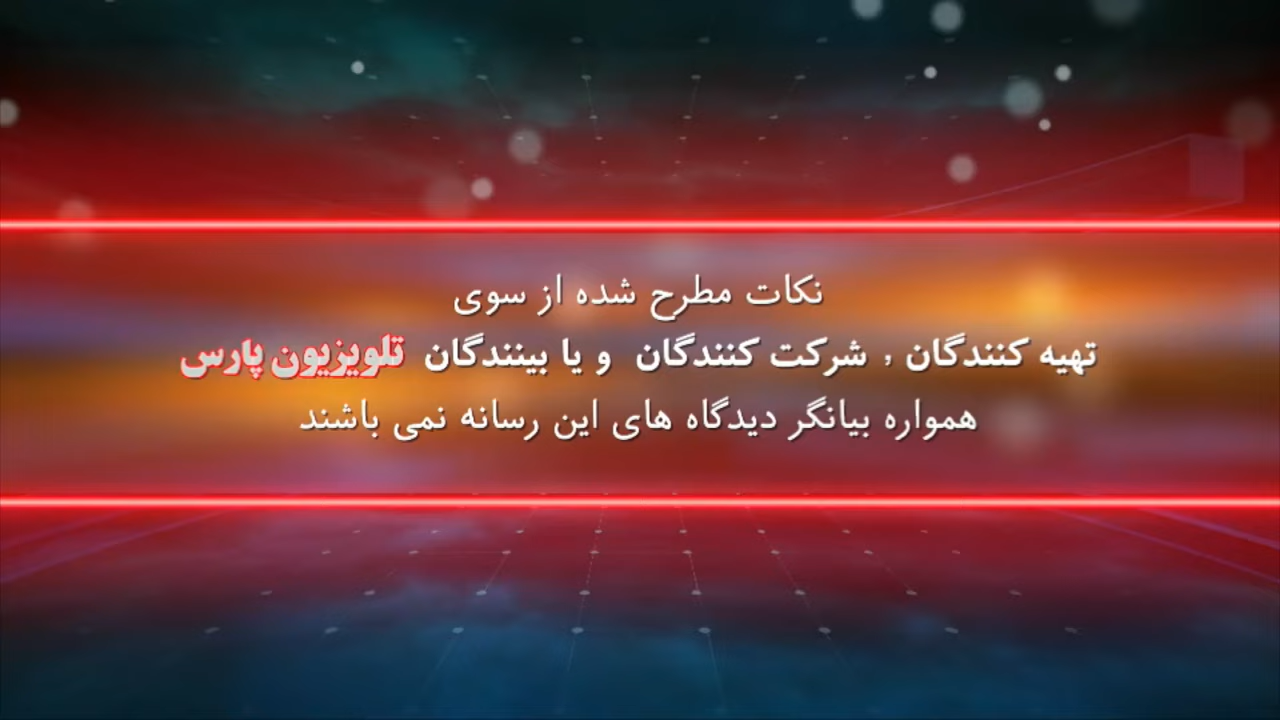 نکات مطرح شده از سوی
تهیه کنندگان , شرکت کنندگان و یا بینندگان تلویزیون پارس
همواره بیانگر دیدگاه های این رسانه نمی باشند